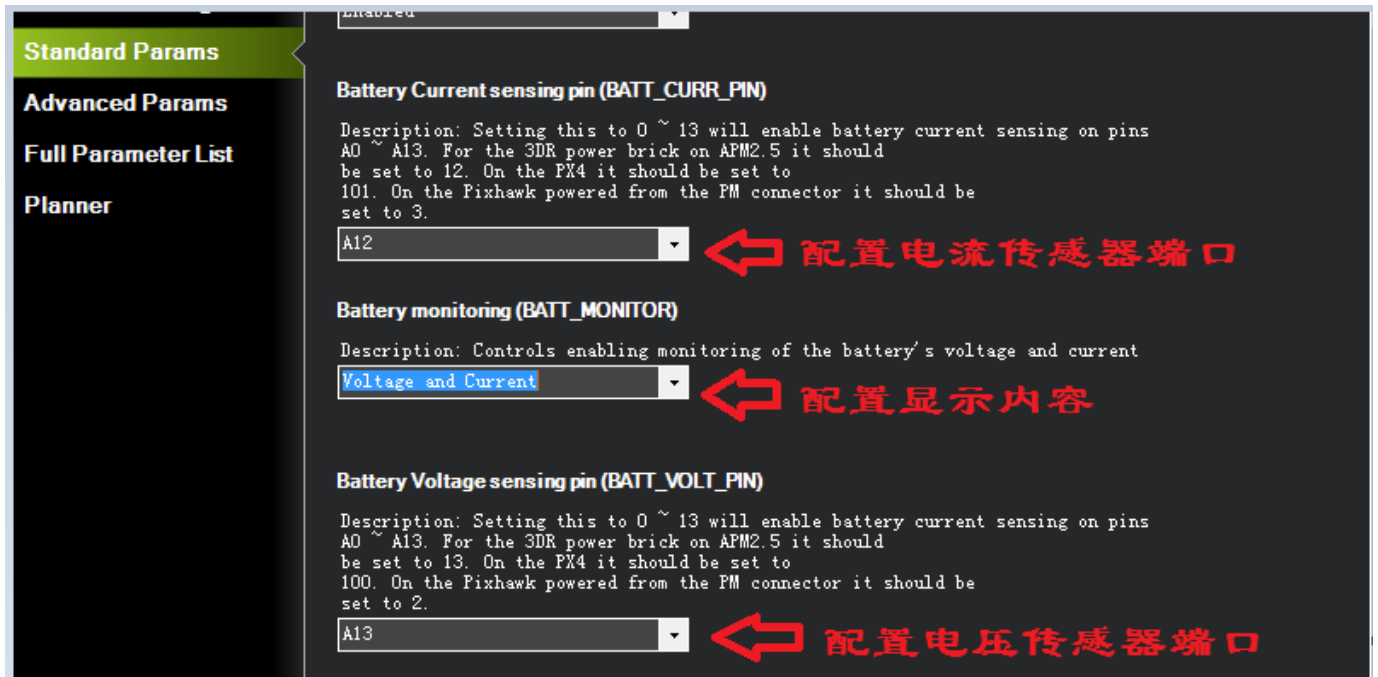 Enabled
Standard Params
Advanced Params
Full Parameter List
Planner
Battery Current sensing pin (BATT_CURR_PIN)
Description: Setting this to 0 ~ 13 will enable battery current sensing on pins
A0 ~ A13. For the 3DR power brick on APM2.5 it should
be set to 12. On the PX4 it should be set to
101. On the Pixhawk powered from the PM connector it should be
set to 3.
A12
配置电流传感器端口
Battery monitoring (BATT_MONITOR)
Description: Controls enabling monitoring of the battery's voltage and current
Voltage and Current
配置显示内容
Battery Voltage sensing pin (BATT_VOLT_PIN)
Description: Setting this to 0 ~ 13 will enable battery current sensing on pins
A0 ~ A13. For the 3DR power brick on APM2.5 it should
be set to 13. On the PX4 it should be set to
100. On the Pixhawk powered from the PM connector it should be
set to 2.
A13
配置电压传感器端口